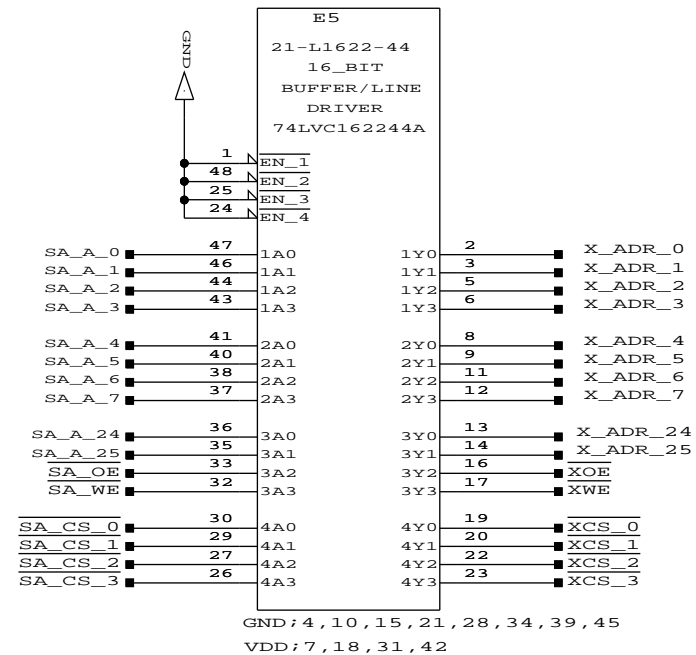 E5
21-L1622-44
16_BIT
BUFFER/LINE
DRIVER
74LVC162244A
GND
1 EN_1
48 EN_2
25 EN_3
24 EN_4
SA_A_0 47 1A0 1Y0 2 X_ADR_0
SA_A_1 46 1A1 1Y1 3 X_ADR_1
SA_A_2 44 1A2 1Y2 5 X_ADR_2
SA_A_3 43 1A3 1Y3 6 X_ADR_3
SA_A_4 41 2A0 2Y0 8 X_ADR_4
SA_A_5 40 2A1 2Y1 9 X_ADR_5
SA_A_6 38 2A2 2Y2 11 X_ADR_6
SA_A_7 37 2A3 2Y3 12 X_ADR_7
SA_A_24 36 3A0 3Y0 13 X_ADR_24
SA_A_25 35 3A1 3Y1 14 X_ADR_25
SA_OE 33 3A2 3Y2 16 XOE
SA_WE 32 3A3 3Y3 17 XWE
SA_CS_0 30 4A0 4Y0 19 XCS_0
SA_CS_1 29 4A1 4Y1 20 XCS_1
SA_CS_2 27 4A2 4Y2 22 XCS_2
SA_CS_3 26 4A3 4Y3 23 XCS_3
GND;4,10,15,21,28,34,39,45
VDD;7,18,31,42